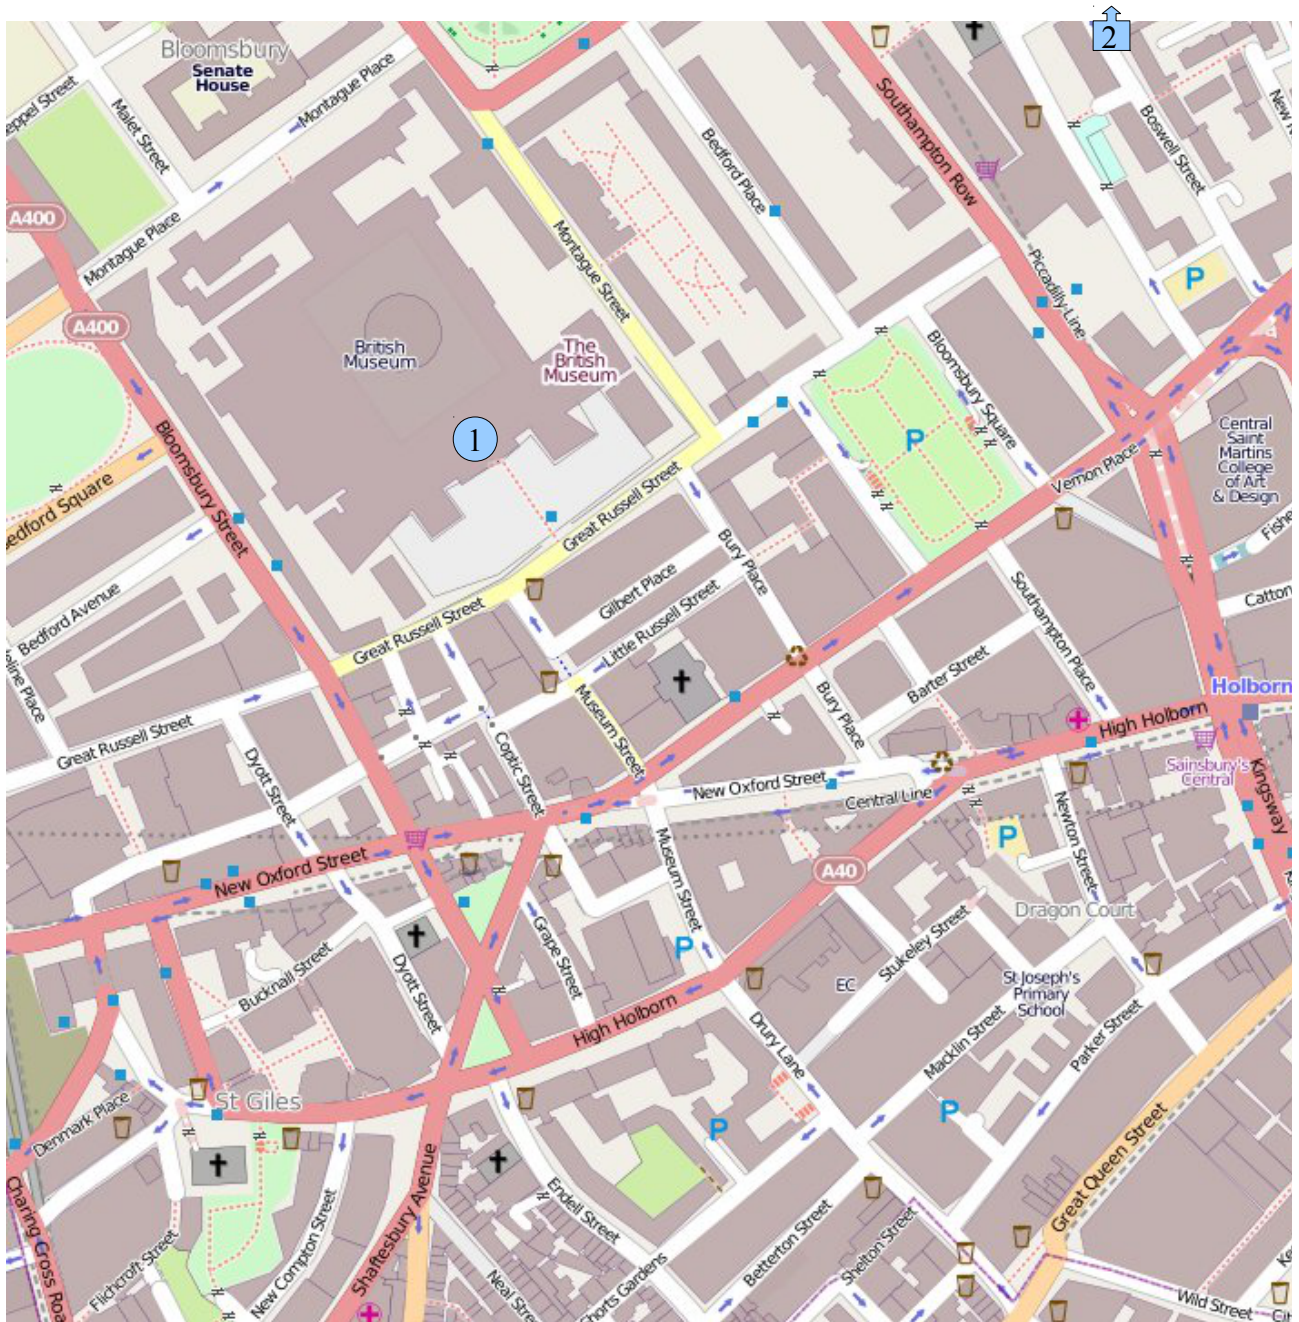 2
Bloomsbury
Senate
House
Montague Place
Malet Street
Southampton Row
Boswell Street
Bedford Place
A400
Montague Place
Montague Street
Piccadilly Line
P
A400
British
Museum
The
British
Museum
Bloomsbury Square
1
P
Central
Saint
Martins
College
of Art
& Design
Vernon Place
Bloomsbury Street
Great Russell Street
Bury Place
Gilbert Place
Little Russell Street
Southampton Place
Bedford Avenue
Great Russell Street
Barter Street
Bury Place
Holborn
High Holborn
Museum Street
Great Russell Street
Coptic Street
Dyott Street
New Oxford Street
Central Line
Sainsbury's
Central
Kingsway
Newton Street
P
New Oxford Street
A40
Museum Street
Dragon Court
Stukeley Street
Grape Street
P
Dyott Street
Bucknall Street
EC
St Joseph's
Primary
School
High Holborn
Drury Lane
Macklin Street
Parker Street
St Giles
Denmark Place
P
P
Great Queen Street
Charing Cross Roa
Shaftesbury Avenue
Endell Street
Flichcroft Street
New Compton Street
Neal Stree
Shorts Gardens
Betterton Street
Shelton Street
Wild Street